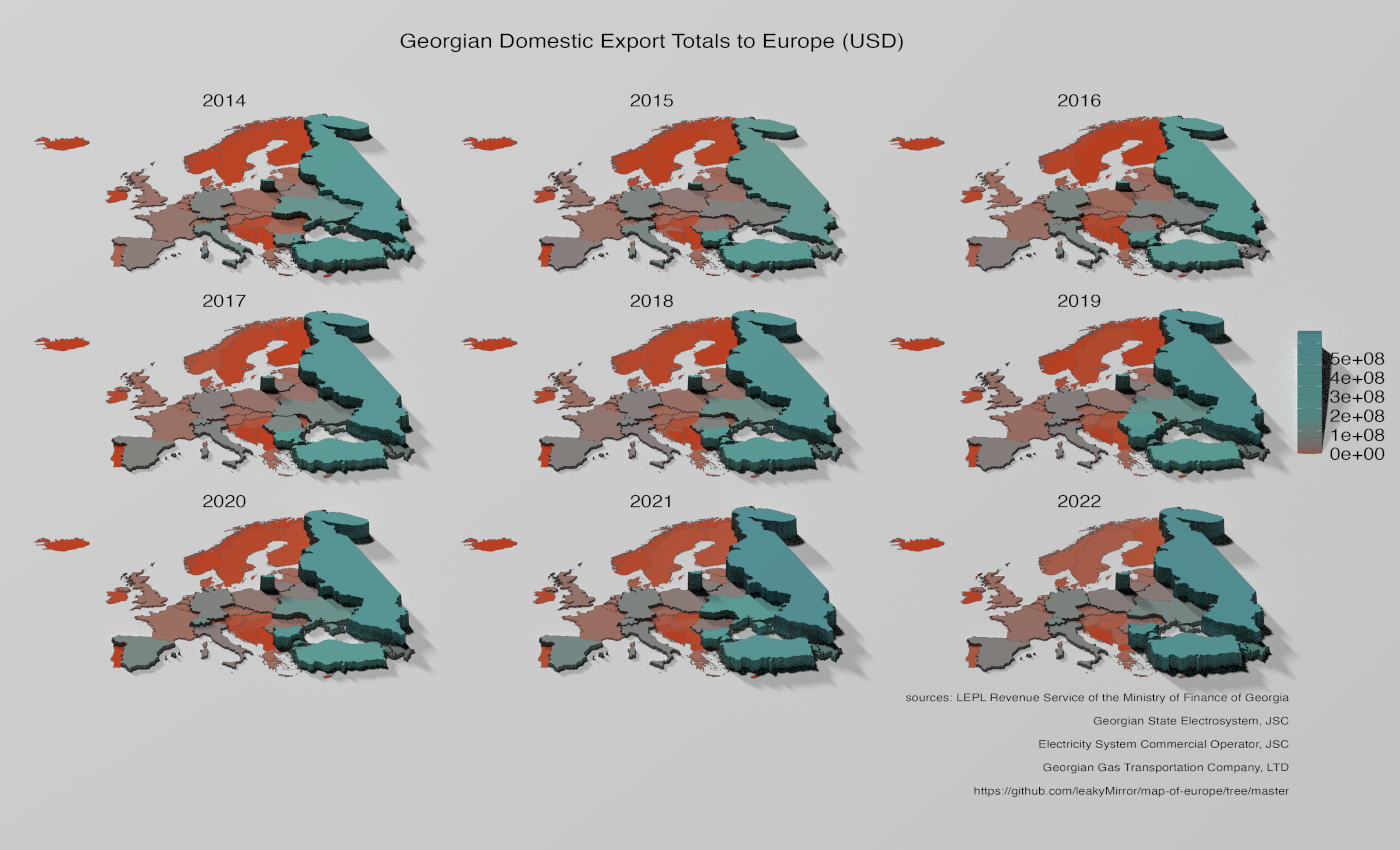 Georgian Domestic Export Totals to Europe (USD)
2014
2015
2016
2017
2018
2019
5e+08
4e+08
3e+08
2e+08
1e+08
0e+00
2020
2021
2022
sources: LEPL Revenue Service of the Ministry of Finance of Georgia
Georgian State Electrosystem, JSC
Electricity System Commercial Operator, JSC
Georgian Gas Transportation Company, LTD
https://github.com/leakyMirror/map-of-europe/tree/master